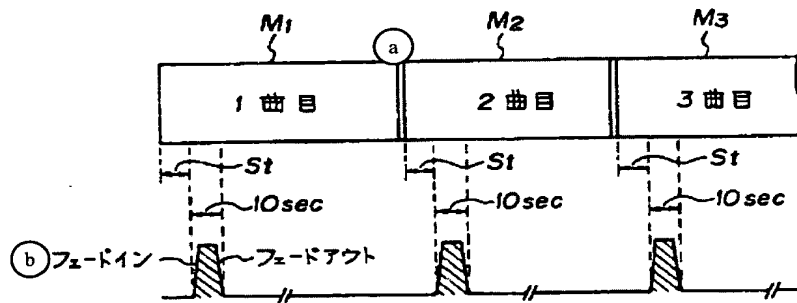 M1 M2 M3
a
1曲目 2曲目 3曲目
St St St
10sec 10sec 10sec
b フェードイン フェードアウト